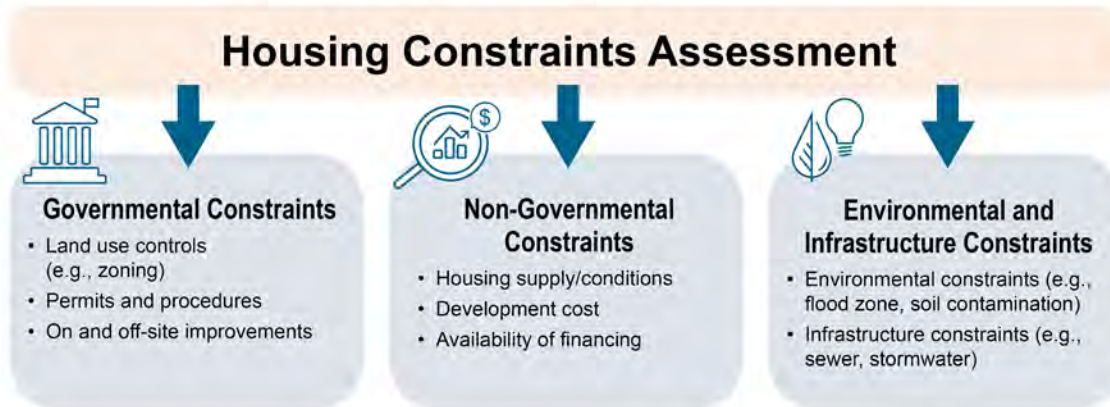 Housing Constraints Assessment
$
Governmental Constraints
• Land use controls
(e.g., zoning)
• Permits and procedures
• On and off-site improvements
Non-Governmental
Constraints
• Housing supply/conditions
• Development cost
• Availability of financing
Environmental and
Infrastructure Constraints
• Environmental constraints (e.g.,
flood zone, soil contamination)
• Infrastructure constraints (e.g.,
sewer, stormwater)